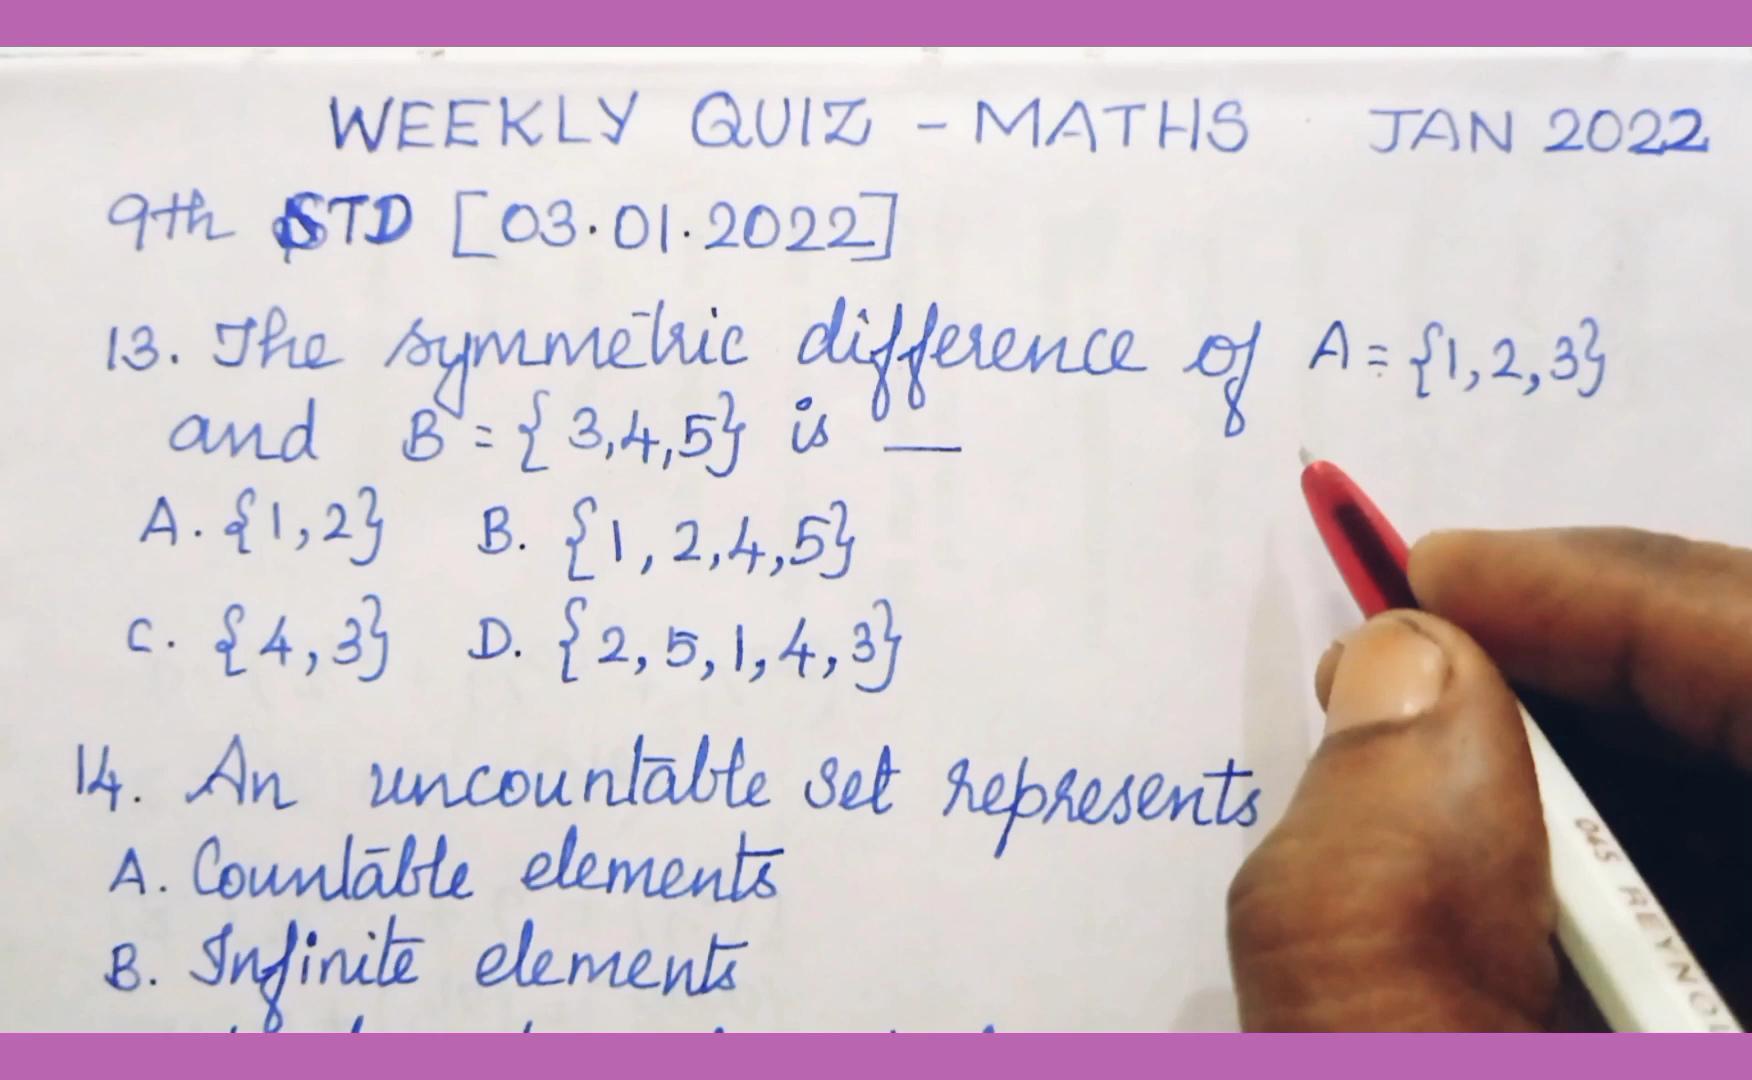 WEEKLY QUIZ - MATHS JAN 2022
9th STD [03.01.2022]
13. The symmetric difference of A = {1,2,3}
and B = {3,4,5} is __
A. {1,2} B. {1,2,4,5}
C. {4,3} D. {2,5,1,4,3}
14. An uncountable set represents
A. Countable elements
B. Infinite elements
045 REYNOL